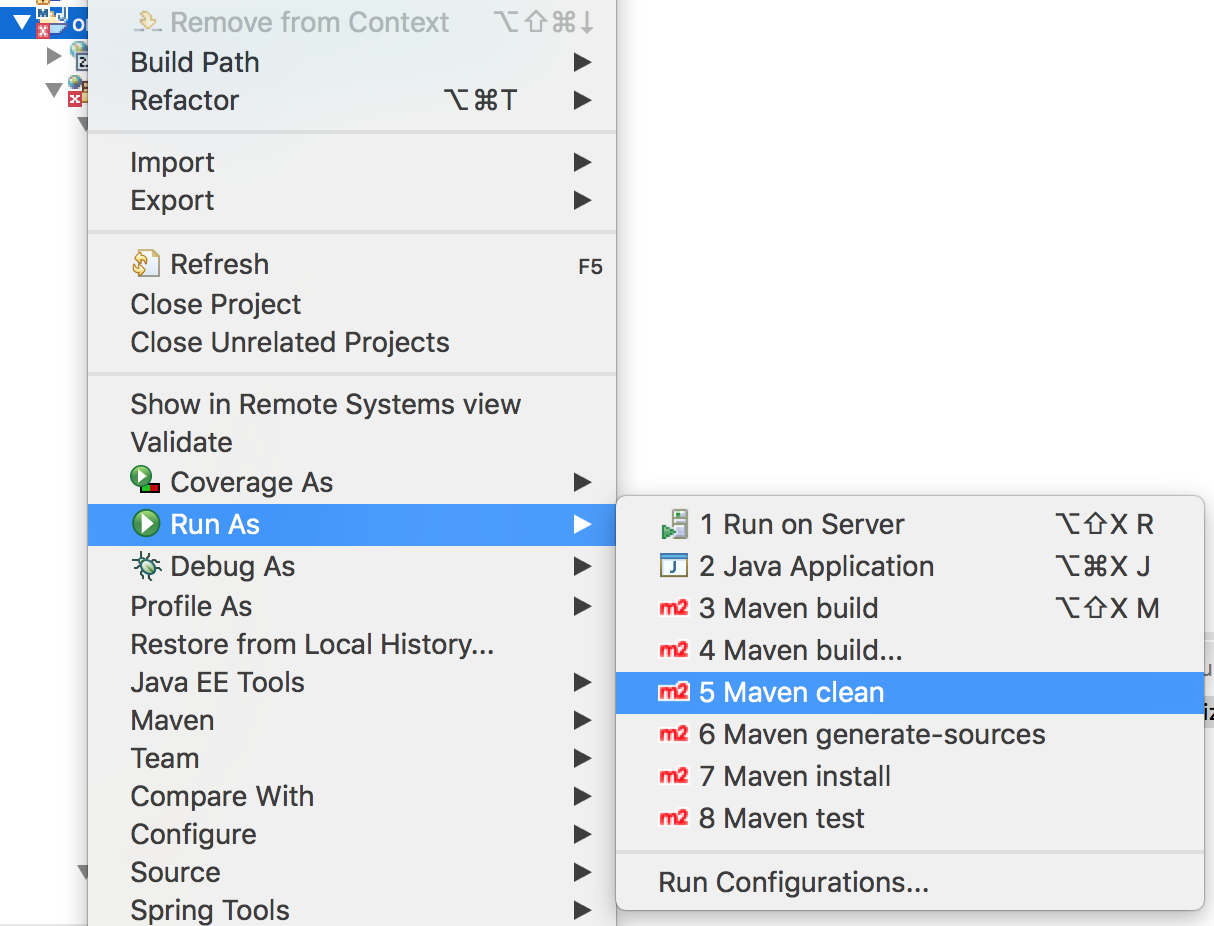 Remove from Context ⌥⇧⌘↓
Build Path
Refactor ⌥⌘T
Import
Export
Refresh F5
Close Project
Close Unrelated Projects
Show in Remote Systems view
Validate
Coverage As
Run As
Debug As
Profile As
Restore from Local History...
Java EE Tools
Maven
Team
Compare With
Configure
Source
Spring Tools
1 Run on Server ⌥⇧X R
2 Java Application ⌥⌘X J
m2 3 Maven build ⌥⇧X M
m2 4 Maven build...
m2 5 Maven clean
m2 6 Maven generate-sources
m2 7 Maven install
m2 8 Maven test
Run Configurations...